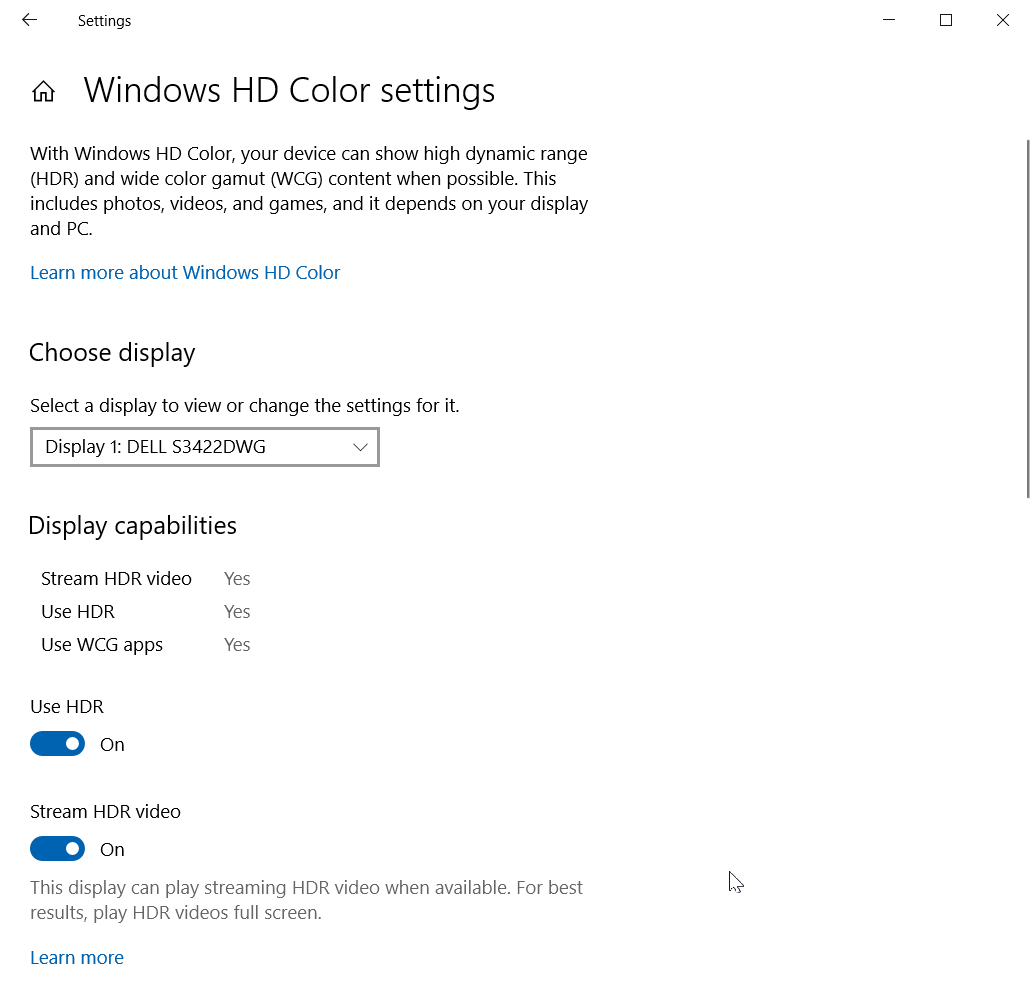 Settings
Windows HD Color settings
With Windows HD Color, your device can show high dynamic range
(HDR) and wide color gamut (WCG) content when possible. This
includes photos, videos, and games, and it depends on your display
and PC.
Learn more about Windows HD Color
Choose display
Select a display to view or change the settings for it.
Display 1: DELL S3422DWG
Display capabilities
Stream HDR video Yes
Use HDR Yes
Use WCG apps Yes
Use HDR
On
Stream HDR video
On
This display can play streaming HDR video when available. For best
results, play HDR videos full screen.
Learn more